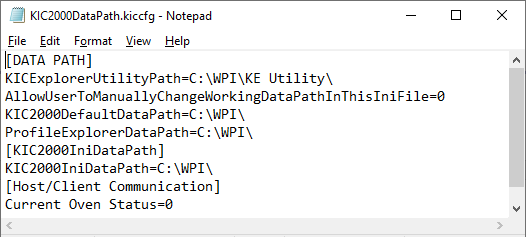 KIC2000DataPath.kiccfg - Notepad
File Edit Format View Help
[DATA PATH]
KICExplorerUtilityPath=C:\WPI\KE Utility\
AllowUserToManuallyChangeWorkingDataPathInThisIniFile=0
KIC2000DefaultDataPath=C:\WPI\
ProfileExplorerDataPath=C:\WPI\
[KIC2000IniDataPath]
KIC2000IniDataPath=C:\WPI\
[Host/Client Communication]
Current Oven Status=0